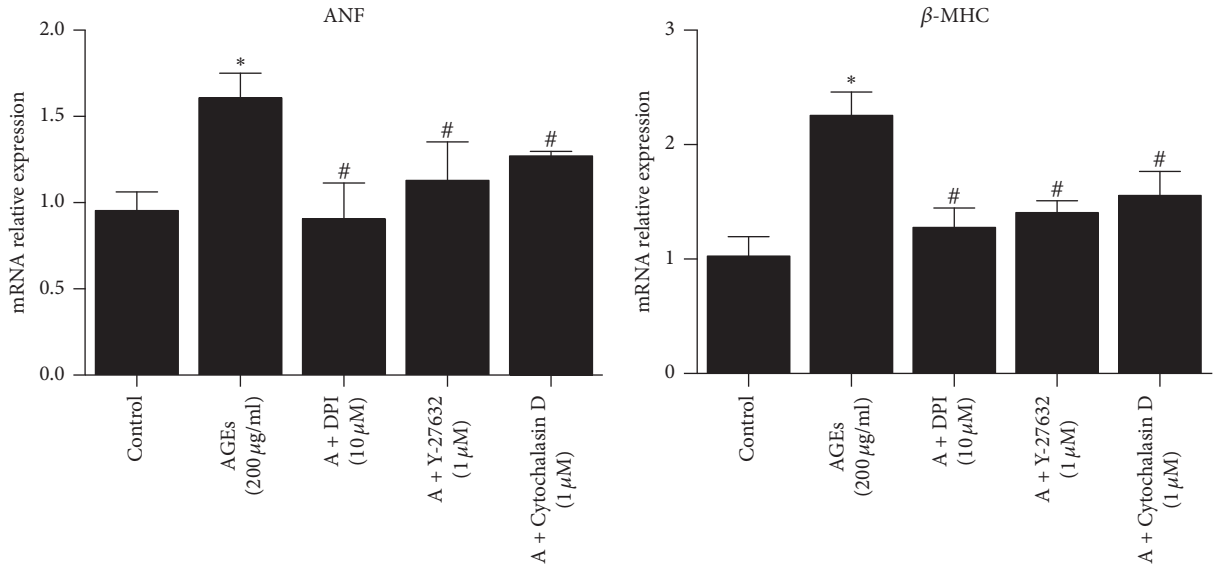 ANF
mRNA relative expression
2.0
1.5
1.0
0.5
0.0
*
#
#
#
Control
AGEs
(200 μg/ml)
A + DPI
(10 μM)
A + Y-27632
(1 μM)
A + Cytochalasin D
(1 μM)
β-MHC
mRNA relative expression
3
2
1
0
*
#
#
#
Control
AGEs
(200 μg/ml)
A + DPI
(10 μM)
A + Y-27632
(1 μM)
A + Cytochalasin D
(1 μM)